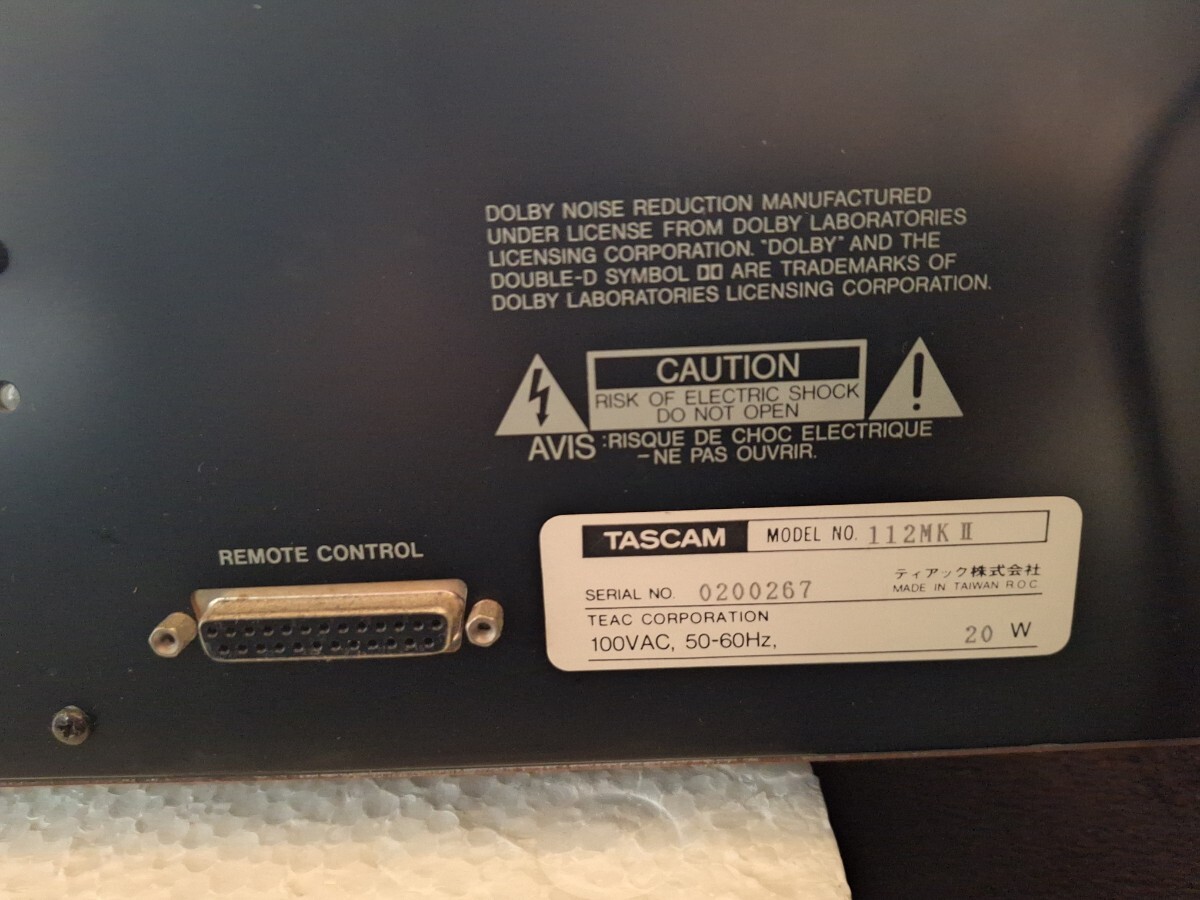 DOLBY NOISE REDUCTION MANUFACTURED
UNDER LICENSE FROM DOLBY LABORATORIES
LICENSING CORPORATION. "DOLBY" AND THE
DOUBLE-D SYMBOL ARE TRADEMARKS OF
DOLBY LABORATORIES LICENSING CORPORATION.
CAUTION
RISK OF ELECTRIC SHOCK
DO NOT OPEN
AVIS :RISQUE DE CHOC ELECTRIQUE
-NE PAS OUVRIR.
REMOTE CONTROL
TASCAM MODEL NO. 112MKⅡ
ティアック株式会社
SERIAL NO. 0200267 MADE IN TAIWAN R.O.C.
TEAC CORPORATION
100VAC, 50-60Hz, 20 W